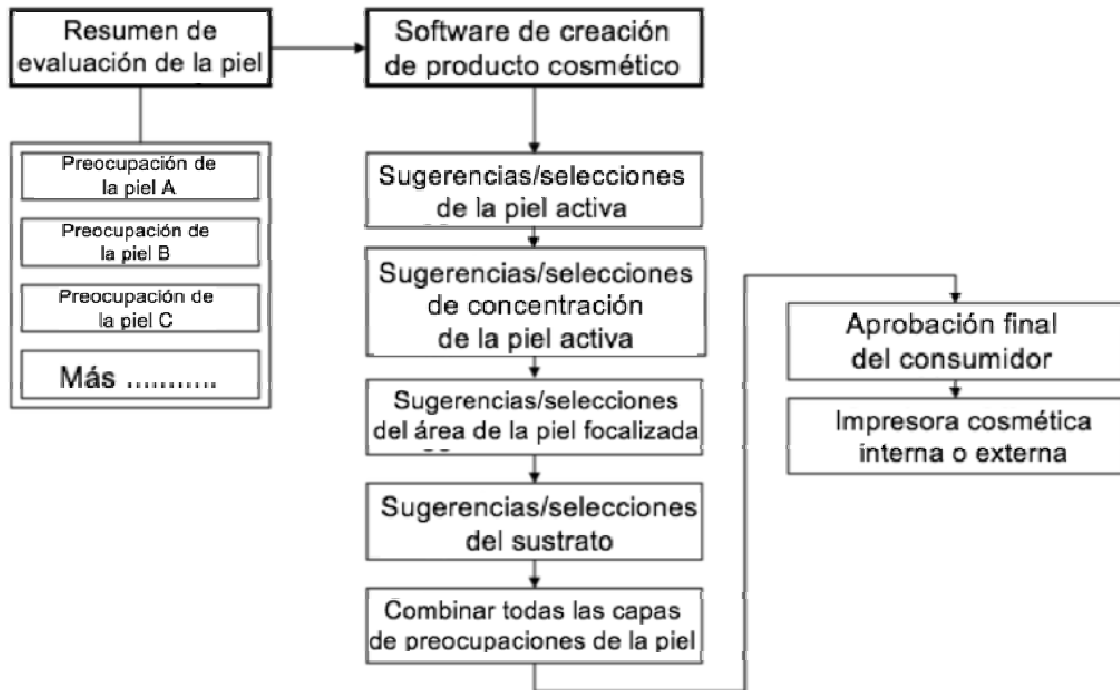 Resumen de
evaluación de la piel
Software de creación
de producto cosmético
Preocupación de
la piel A
Preocupación de
la piel B
Preocupación de
la piel C
Más ...........
Sugerencias/selecciones
de la piel activa
Sugerencias/selecciones
de concentración
de la piel activa
Sugerencias/selecciones
del área de la piel focalizada
Sugerencias/selecciones
del sustrato
Combinar todas las capas
de preocupaciones de la piel
Aprobación final
del consumidor
Impresora cosmética
interna o externa